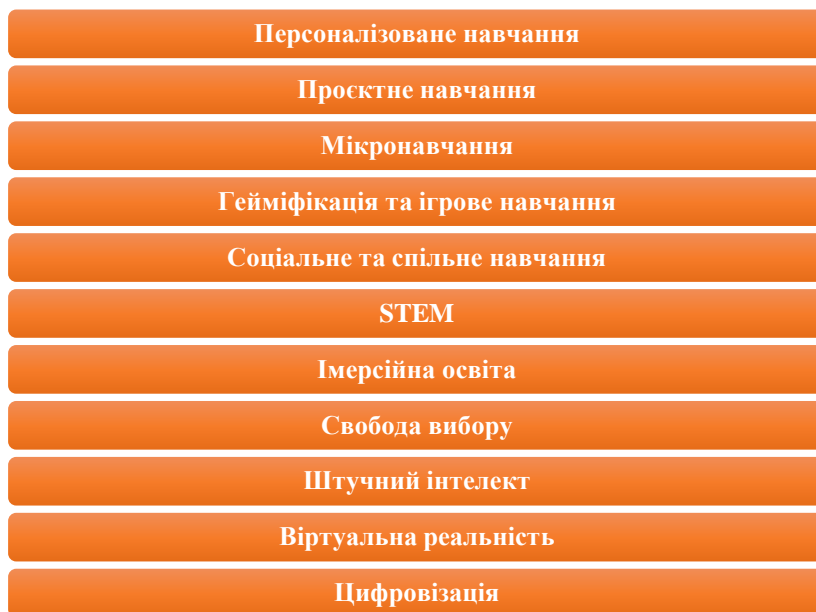 Персоналізоване навчання
Проєктне навчання
Мікронавчання
Гейміфікація та ігрове навчання
Соціальне та спільне навчання
STEM
Імерсійна освіта
Свобода вибору
Штучний інтелект
Віртуальна реальність
Цифровізація